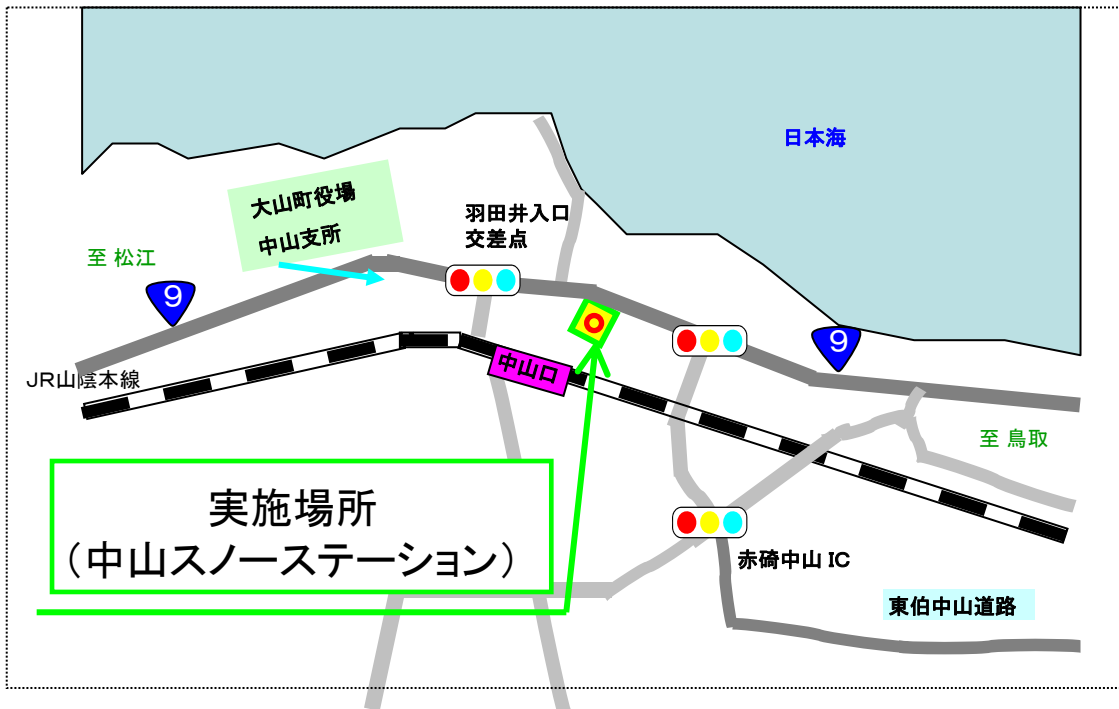 日本海
大山町役場
中山支所
羽田井入口
交差点
至 松江
9
9
JR山陰本線
中山口
至 鳥取
実施場所
(中山スノーステーション)
赤碕中山 IC
東伯中山道路